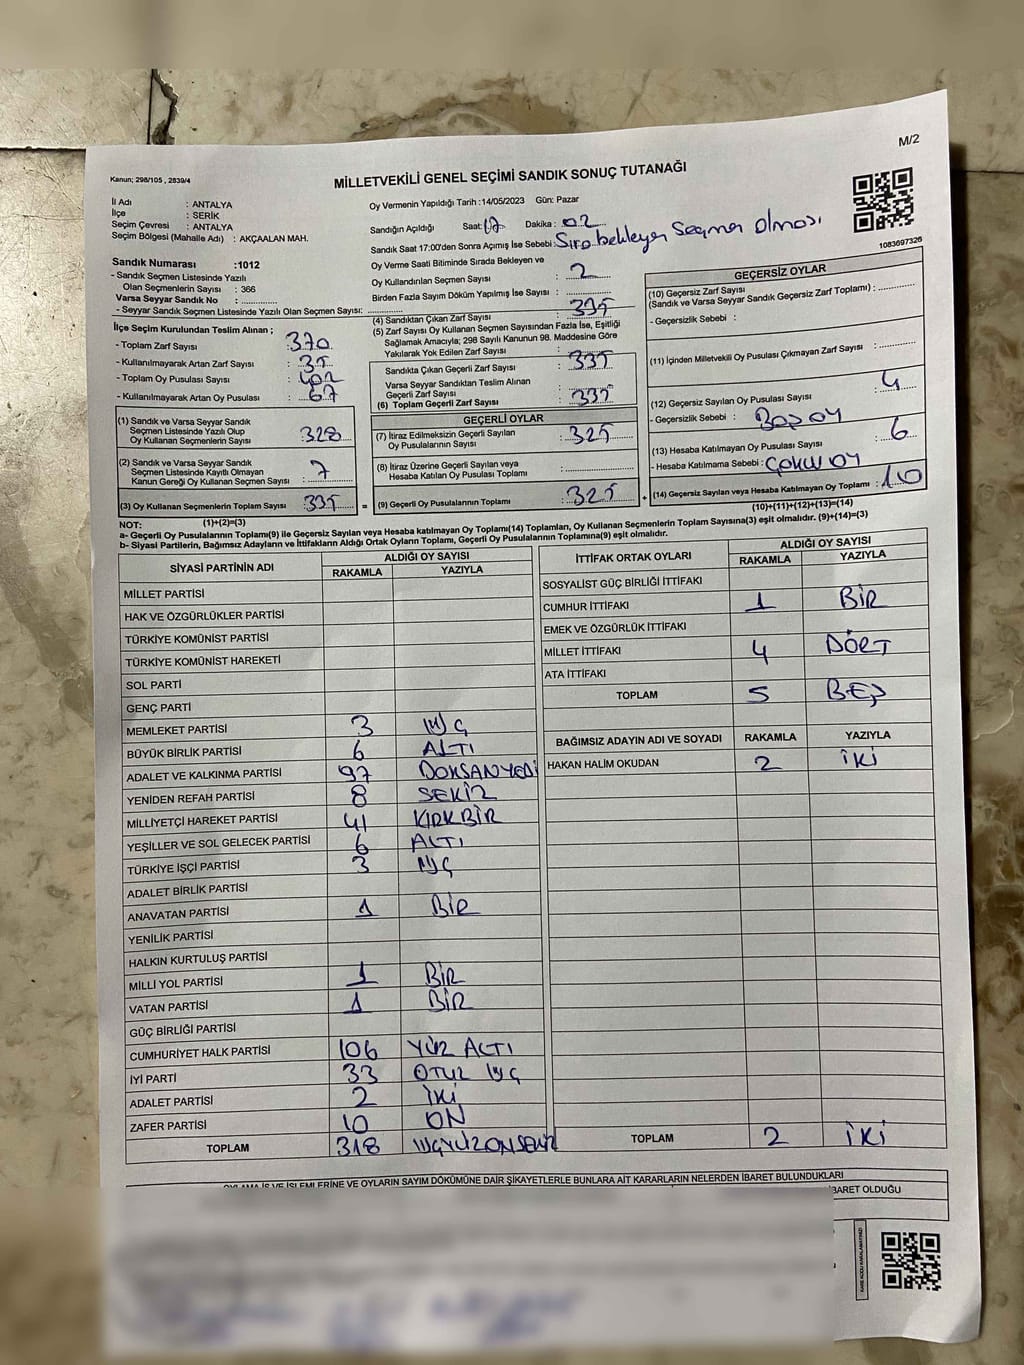 M/2
Kanun; 298/105 , 2839/4
MİLLETVEKİLİ GENEL SEÇİMİ SANDIK SONUÇ TUTANAĞI
İl Adı : ANTALYA
İlçe : SERİK
Seçim Çevresi : ANTALYA
Seçim Bölgesi (Mahalle Adı) : AKÇAALAN MAH.
Oy Vermenin Yapıldığı Tarih :14/05/2023 Gün: Pazar
Sandığın Açıldığı Saat: 17 Dakika : 02
Sandık Saat 17:00'den Sonra Açımış İse Sebebi : Sıra bekleyen Seçmen olması
1083697326
Sandık Numarası :1012
- Sandık Seçmen Listesinde Yazılı
Olan Seçmenlerin Sayısı : 366
Varsa Seyyar Sandık No : ..............
- Seyyar Sandık Seçmen Listesinde Yazılı Olan Seçmen Sayısı: ..............
İlçe Seçim Kurulundan Teslim Alınan ;
- Toplam Zarf Sayısı : 370
- Kullanılmayarak Artan Zarf Sayısı : 35
- Toplam Oy Pusulası Sayısı : 402
- Kullanılmayarak Artan Oy Pusulası : 67
(1) Sandık ve Varsa Seyyar Sandık
Seçmen Listesinde Yazılı Olup
Oy Kullanan Seçmenlerin Sayısı : 328
(2) Sandık ve Varsa Seyyar Sandık
Seçmen Listesinde Kayıtlı Olmayan
Kanun Gereği Oy Kullanan Seçmen Sayısı : 7
(3) Oy Kullanan Seçmenlerin Toplam Sayısı : 335
(1)+(2)=(3)
Oy Verme Saati Bitiminde Sırada Bekleyen ve
Oy Kullandırılan Seçmen Sayısı : 2
Birden Fazla Sayım Döküm Yapılmış İse Sayısı : ..............
(4) Sandıktan Çıkan Zarf Sayısı : 335
(5) Zarf Sayısı Oy Kullanan Seçmen Sayısından Fazla İse, Eşitliği
Sağlamak Amacıyla; 298 Sayılı Kanunun 98. Maddesine Göre
Yakılarak Yok Edilen Zarf Sayısı : ..............
Sandıkta Çıkan Geçerli Zarf Sayısı : 335
Varsa Seyyar Sandıktan Teslim Alınan
Geçerli Zarf Sayısı : ..............
(6) Toplam Geçerli Zarf Sayısı : 335
GEÇERLİ OYLAR
(7) İtiraz Edilmeksizin Geçerli Sayılan
Oy Pusulalarının Sayısı : 325
(8) İtiraz Üzerine Geçerli Sayılan veya
Hesaba Katılan Oy Pusulası Toplamı : ..............
= (9) Geçerli Oy Pusulalarının Toplamı : 325 +
GEÇERSİZ OYLAR
(10) Geçersiz Zarf Sayısı
(Sandık ve Varsa Seyyar Sandık Geçersiz Zarf Toplamı) : ..............
- Geçersizlik Sebebi :
(11) İçinden Milletvekili Oy Pusulası Çıkmayan Zarf Sayısı : ..............
(12) Geçersiz Sayılan Oy Pusulası Sayısı : 4
- Geçersizlik Sebebi : BOŞ OY
(13) Hesaba Katılmayan Oy Pusulası Sayısı : 6
- Hesaba Katılmama Sebebi : ÇOKLU OY
(14) Geçersiz Sayılan veya Hesaba Katılmayan Oy Toplamı : 10
(10)+(11)+(12)+(13)=(14)
NOT:
a- Geçerli Oy Pusulalarının Toplamı(9) ile Geçersiz Sayılan veya Hesaba katılmayan Oy Toplamı(14) Toplamları, Oy Kullanan Seçmenlerin Toplam Sayısına(3) eşit olmalıdır. (9)+(14)=(3)
b- Siyasi Partilerin, Bağımsız Adayların ve İttifakların Aldığı Ortak Oyların Toplamı, Geçerli Oy Pusulalarının Toplamına(9) eşit olmalıdır.
SİYASİ PARTİNİN ADI ALDIĞI OY SAYISI
RAKAMLA YAZIYLA
MİLLET PARTİSİ
HAK VE ÖZGÜRLÜKLER PARTİSİ
TÜRKİYE KOMÜNİST PARTİSİ
TÜRKİYE KOMÜNİST HAREKETİ
SOL PARTİ
GENÇ PARTİ
MEMLEKET PARTİSİ 3 ÜÇ
BÜYÜK BİRLİK PARTİSİ 6 ALTI
ADALET VE KALKINMA PARTİSİ 97 DOKSANYEDİ
YENİDEN REFAH PARTİSİ 8 SEKİZ
MİLLİYETÇİ HAREKET PARTİSİ 41 KIRKBİR
YEŞİLLER VE SOL GELECEK PARTİSİ 6 ALTI
TÜRKİYE İŞÇİ PARTİSİ 3 ÜÇ
ADALET BİRLİK PARTİSİ
ANAVATAN PARTİSİ 1 BİR
YENİLİK PARTİSİ
HALKIN KURTULUŞ PARTİSİ
MİLLİ YOL PARTİSİ 1 BİR
VATAN PARTİSİ 1 BİR
GÜÇ BİRLİĞİ PARTİSİ
CUMHURİYET HALK PARTİSİ 106 YÜZ ALTI
İYİ PARTİ 33 OTUZ ÜÇ
ADALET PARTİSİ 2 İKİ
ZAFER PARTİSİ 10 ON
TOPLAM 318 ÜÇYÜZONSEKİZ
İTTİFAK ORTAK OYLARI ALDIĞI OY SAYISI
RAKAMLA YAZIYLA
SOSYALİST GÜÇ BİRLİĞİ İTTİFAKI
CUMHUR İTTİFAKI 1 BİR
EMEK VE ÖZGÜRLÜK İTTİFAKI
MİLLET İTTİFAKI 4 DÖRT
ATA İTTİFAKI
TOPLAM 5 BEŞ
BAĞIMSIZ ADAYIN ADI VE SOYADI RAKAMLA YAZIYLA
HAKAN HALİM OKUDAN 2 İKİ
TOPLAM 2 İKİ
OYLAMA İŞ VE İŞLEMLERİNE VE OYLARIN SAYIM DÖKÜMÜNE DAİR ŞİKAYETLERLE BUNLARA AİT KARARLARIN NELERDEN İBARET BULUNDUKLARI
İBARET OLDUĞU